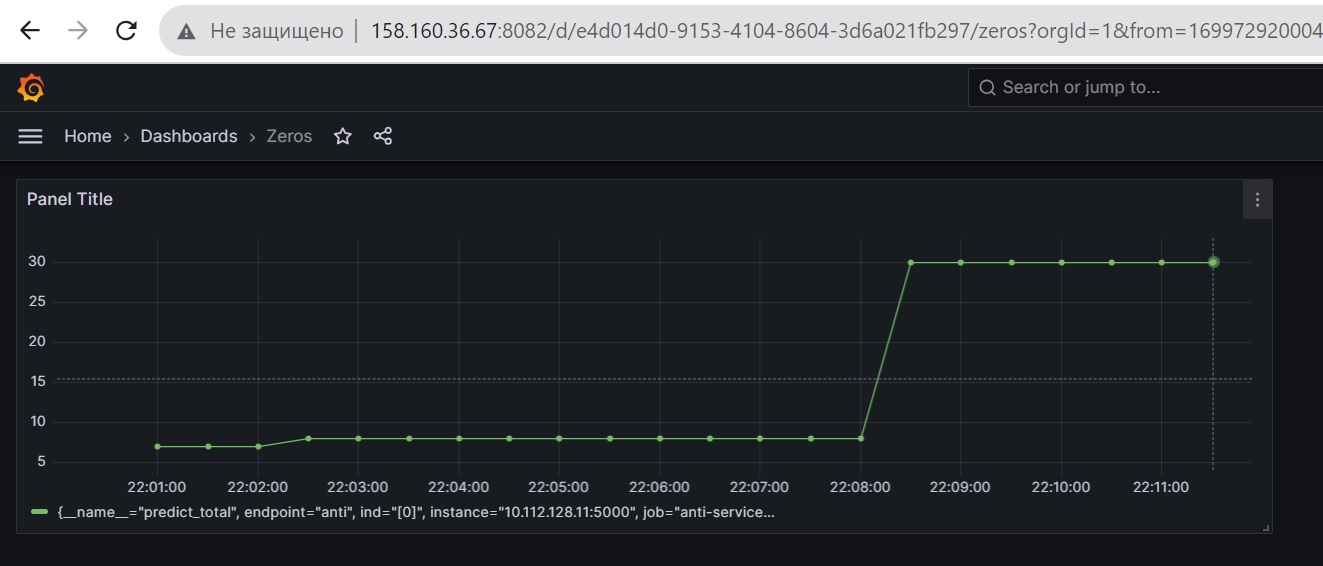 Не защищено | 158.160.36.67:8082/d/e4d014d0-9153-4104-8604-3d6a021fb297/zeros?orgId=1&from=169972920004
Search or jump to...
Home › Dashboards › Zeros
Panel Title
30
25
20
15
10
5
22:01:00 22:02:00 22:03:00 22:04:00 22:05:00 22:06:00 22:07:00 22:08:00 22:09:00 22:10:00 22:11:00
{__name__="predict_total", endpoint="anti", ind="[0]", instance="10.112.128.11:5000", job="anti-service...